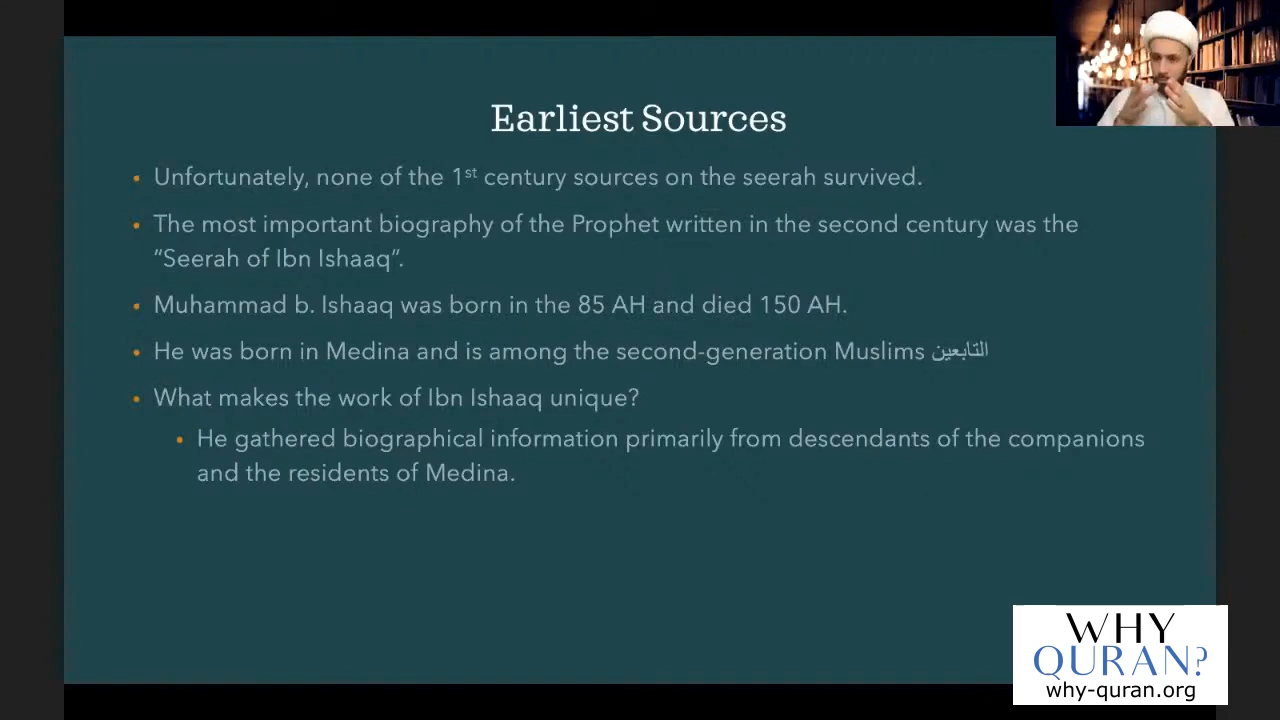 Earliest Sources
• Unfortunately, none of the 1st century sources on the seerah survived.
• The most important biography of the Prophet written in the second century was the
“Seerah of Ibn Ishaaq”.
• Muhammad b. Ishaaq was born in the 85 AH and died 150 AH.
• He was born in Medina and is among the second-generation Muslims التابعين
• What makes the work of Ibn Ishaaq unique?
• He gathered biographical information primarily from descendants of the companions
and the residents of Medina.
WHY
QURAN?
why-quran.org